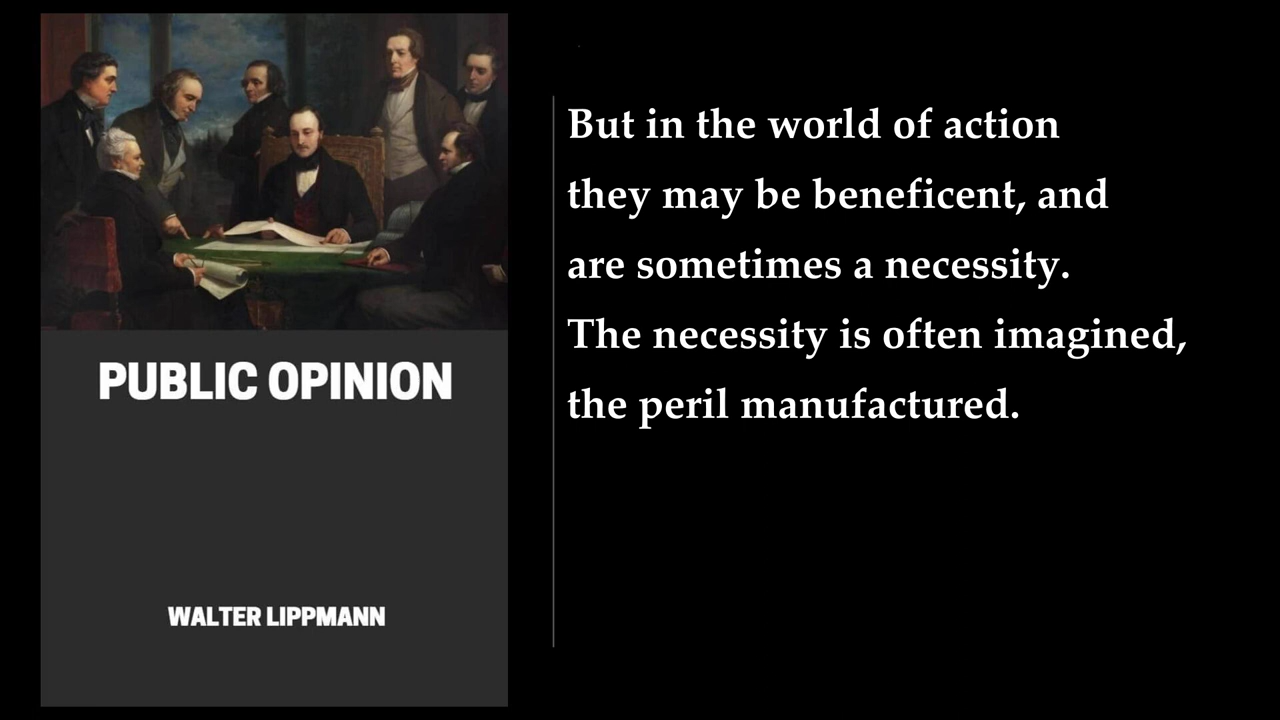 PUBLIC OPINION
WALTER LIPPMANN
But in the world of action
they may be beneficent, and
are sometimes a necessity.
The necessity is often imagined,
the peril manufactured.